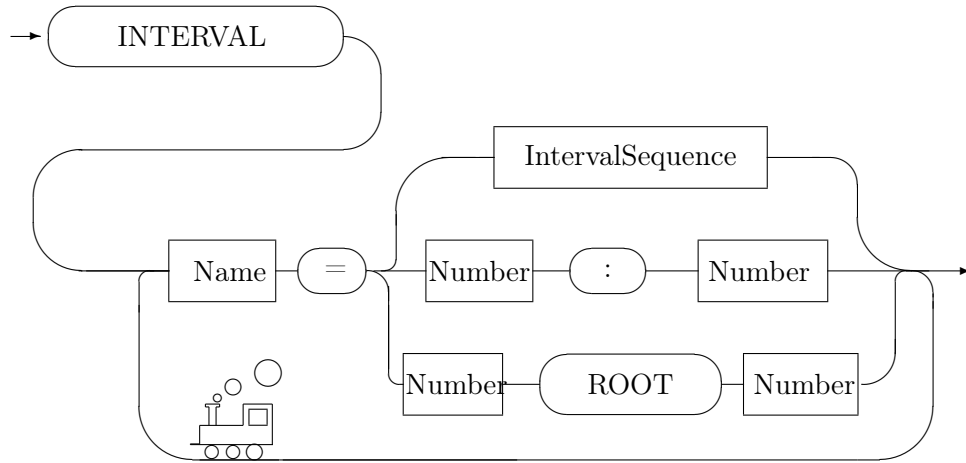 INTERVAL
IntervalSequence
Name = Number : Number
Number ROOT Number